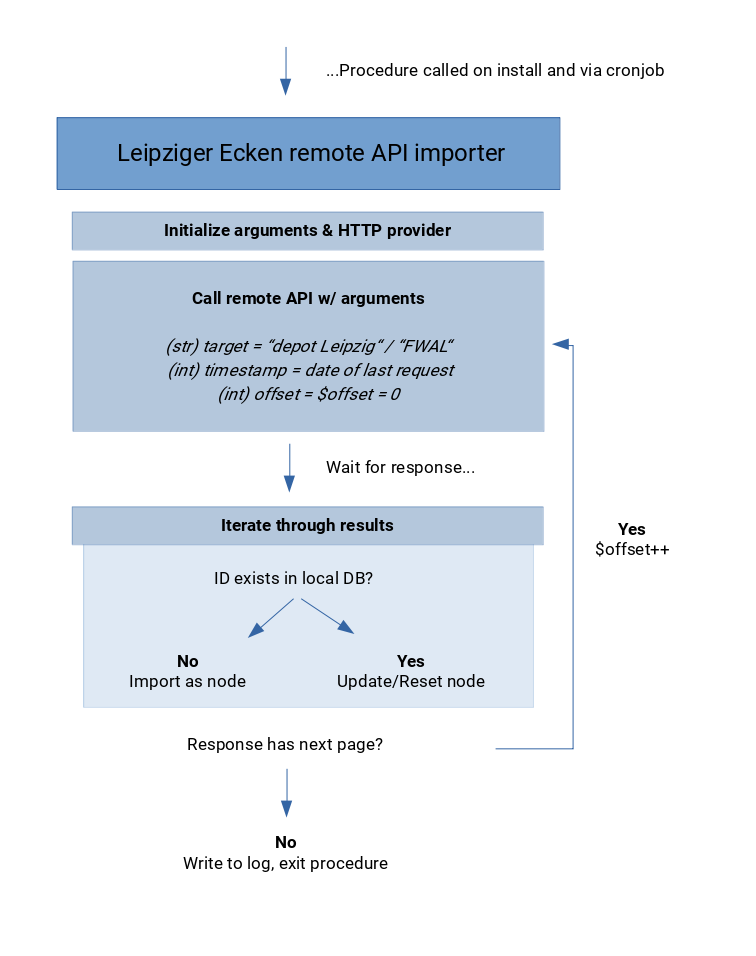 ...Procedure called on install and via cronjob
Leipziger Ecken remote API importer
Initialize arguments & HTTP provider
Call remote API w/ arguments
(str) target = “depot Leipzig“ / “FWAL“
(int) timestamp = date of last request
(int) offset = $offset = 0
Wait for response...
Iterate through results
Yes
$offset++
ID exists in local DB?
No
Import as node
Yes
Update/Reset node
Response has next page?
No
Write to log, exit procedure